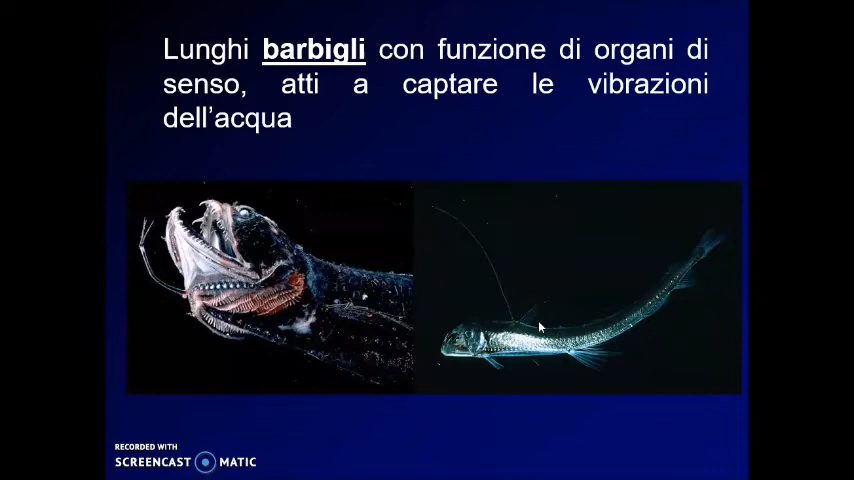 Lunghi barbigli con funzione di organi di
senso, atti a captare le vibrazioni
dell’acqua
RECORDED WITH
SCREENCAST MATIC